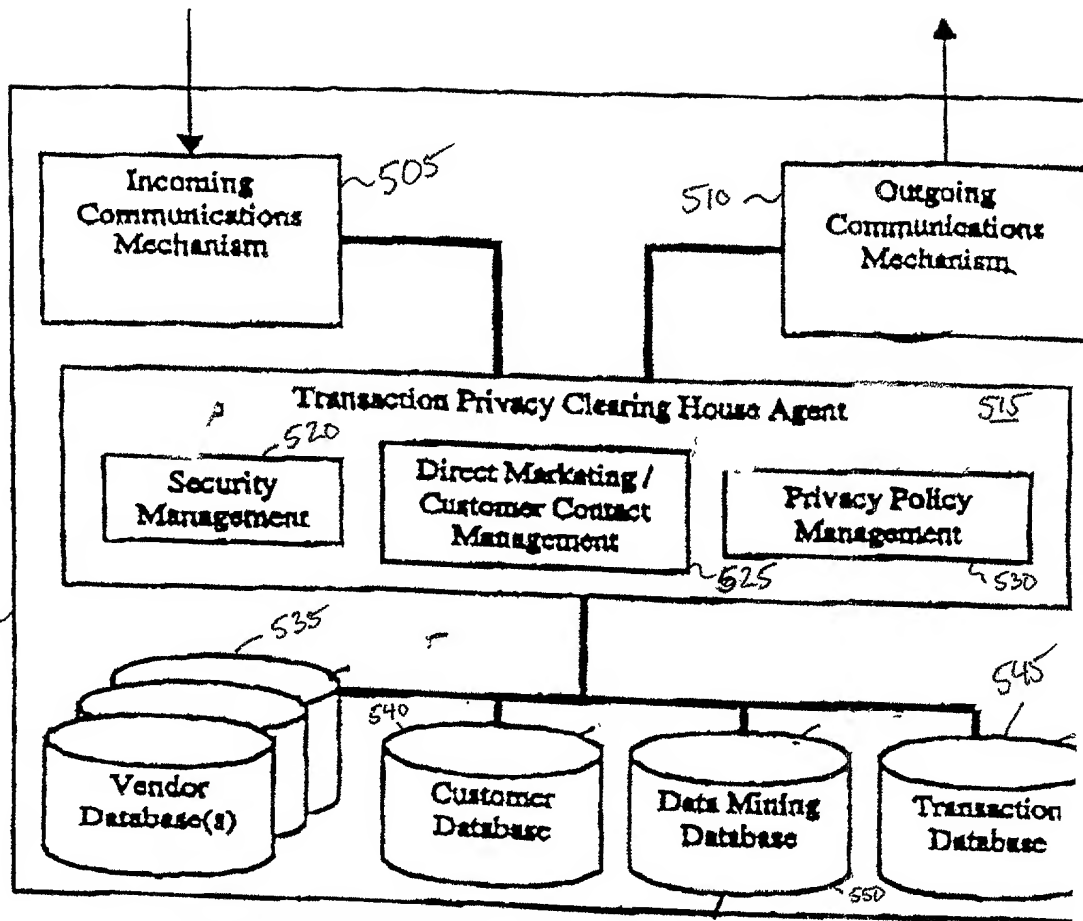 Incoming
Communications
Mechanism
505
510
Outgoing
Communications
Mechanism
Transaction Privacy Clearing House Agent
515
520
Security
Management
Direct Marketing /
Customer Contact
Management
525
Privacy Policy
Management
530
535
Vendor
Database(s)
540
Customer
Database
Data Mining
Database
550
545
Transaction
Database